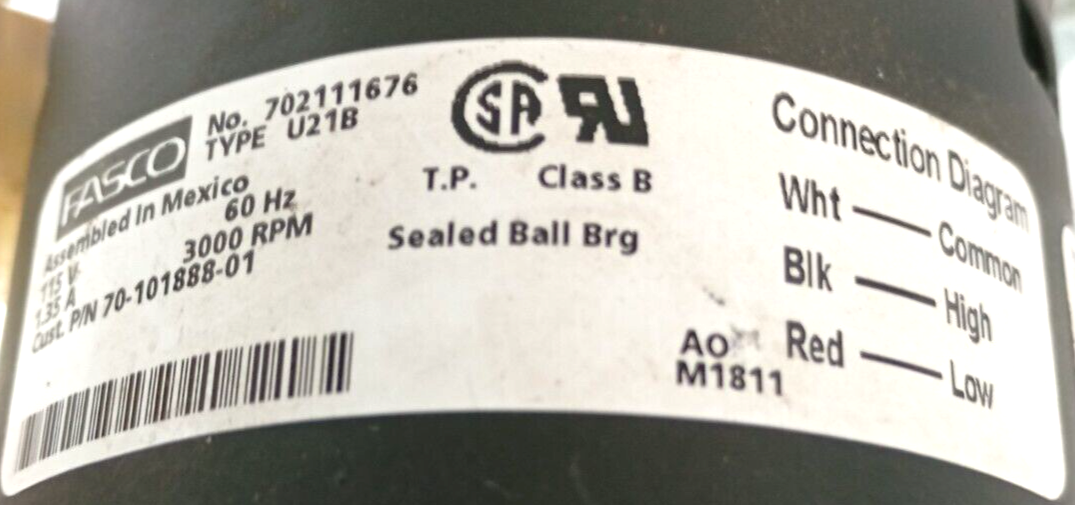 FASCO
No. 702111676
TYPE U21B
Assembled In Mexico
115 V 60 Hz
1.35 A 3000 RPM
Cust. P/N 70-101888-01
T.P. Class B
Sealed Ball Brg
AO
M1811
Connection Diagram
Wht — Common
Blk — High
Red — Low